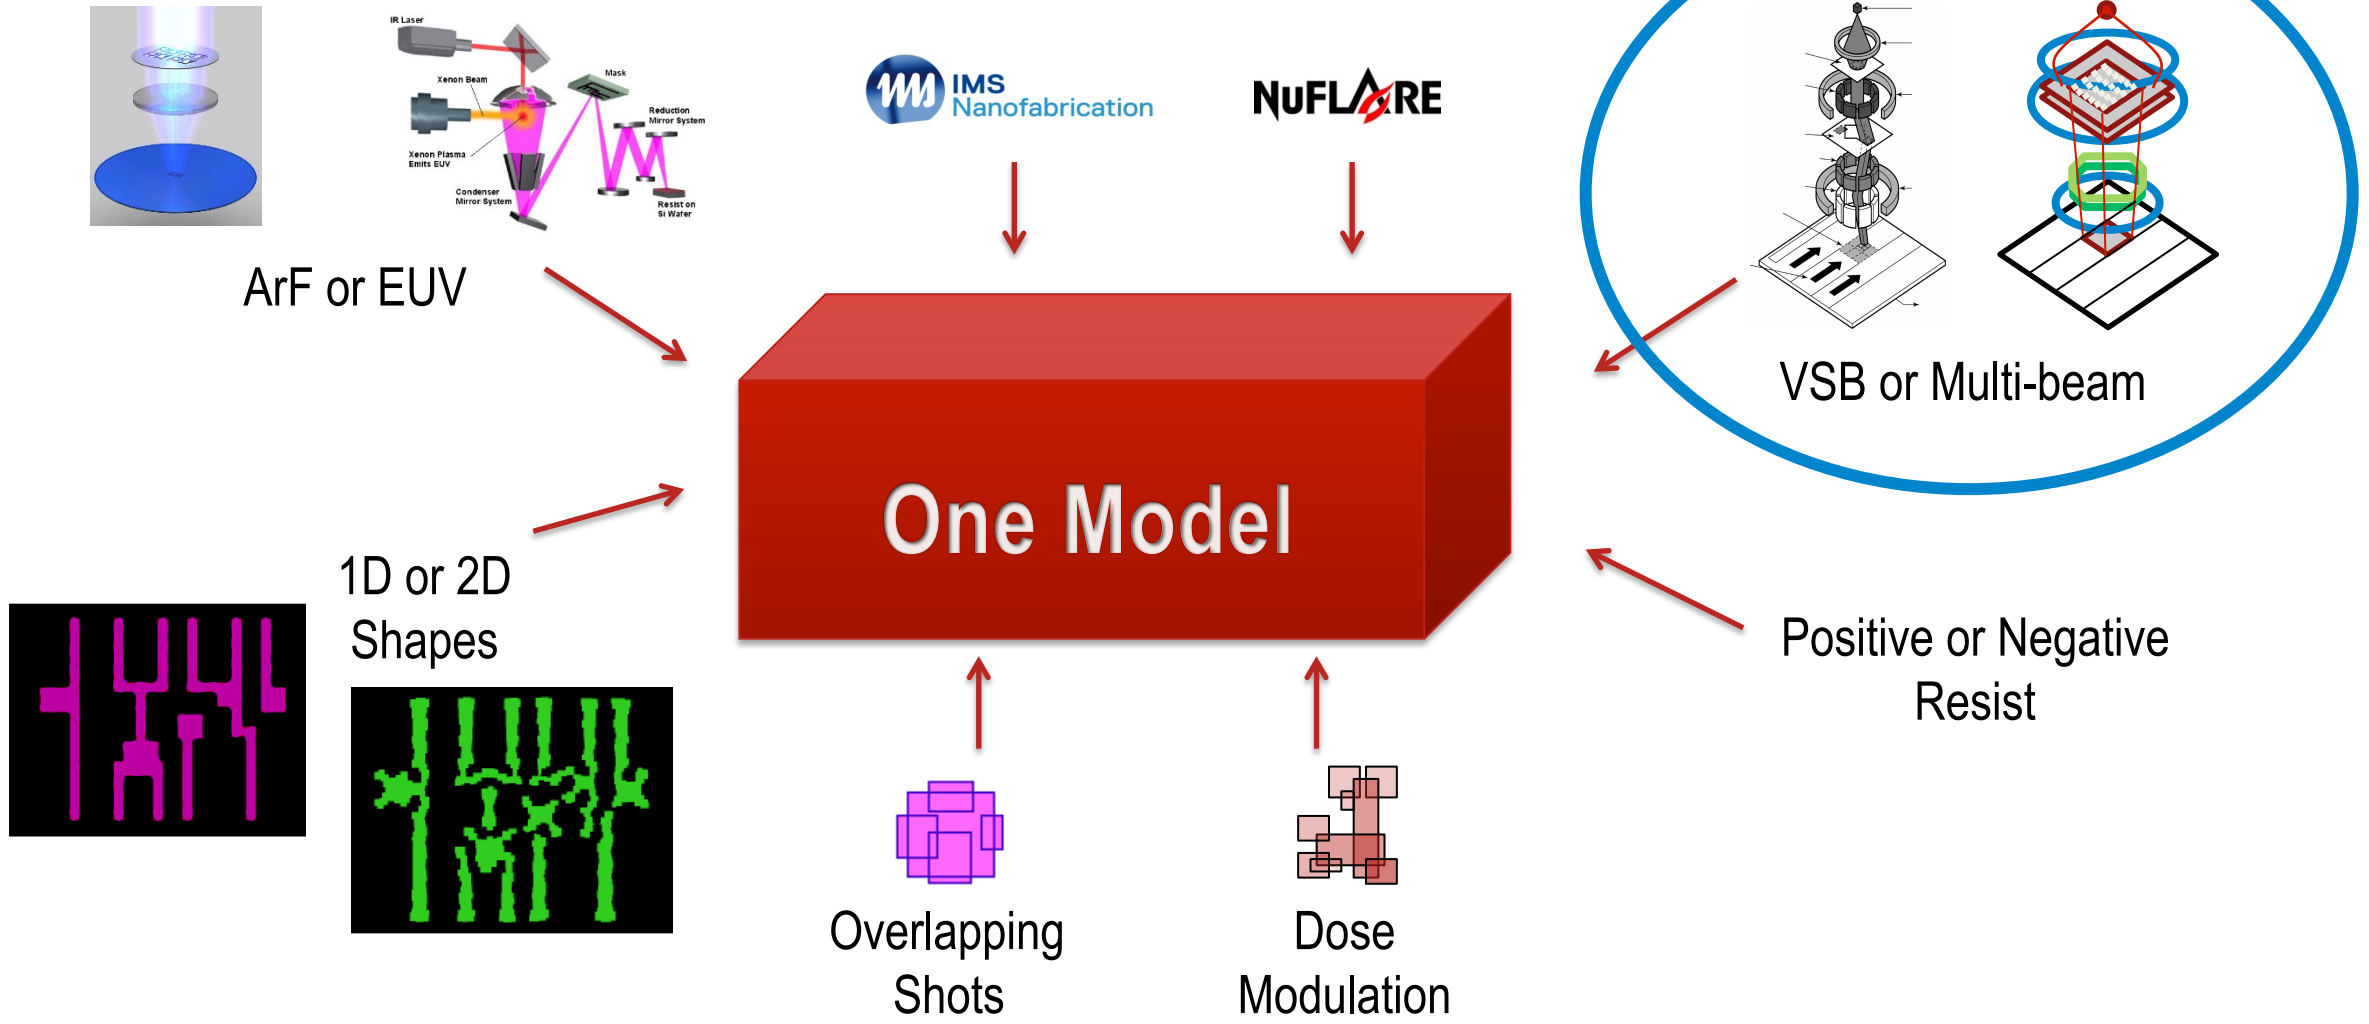 IR Laser
Xenon Beam
Mask
Reduction
Mirror System
Xenon Plasma
Emits EUV
Condenser
Mirror System
Resist on
Si Wafer
ArF or EUV
IMS
Nanofabrication
NUFLARE
VSB or Multi-beam
One Model
1D or 2D
Shapes
Positive or Negative
Resist
Overlapping
Shots
Dose
Modulation